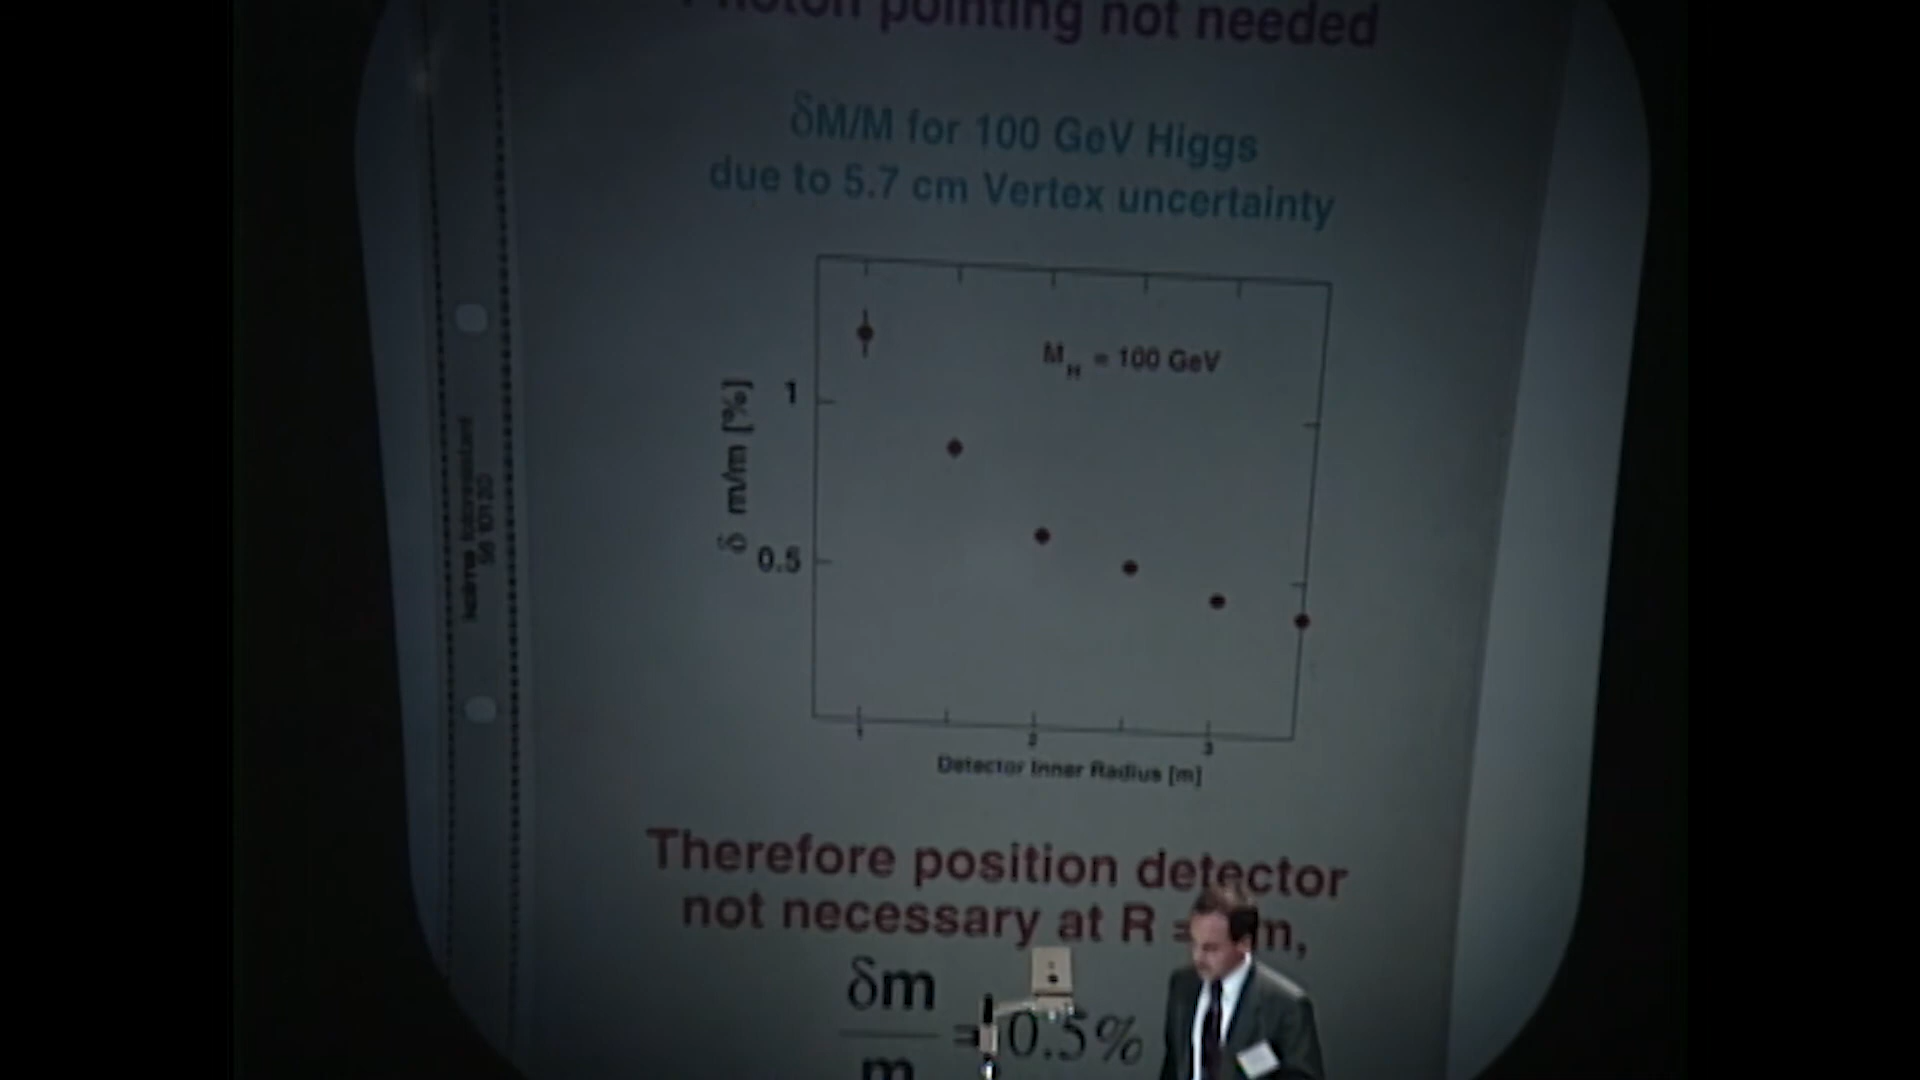 Photon pointing not needed
δM/M for 100 GeV Higgs
due to 5.7 cm Vertex uncertainty
M_H = 100 GeV
1
0.5
δ m/m [%]
1 2 3
Detector Inner Radius [m]
Therefore position detector
not necessary at R = m,
δm
m
= 0.5%